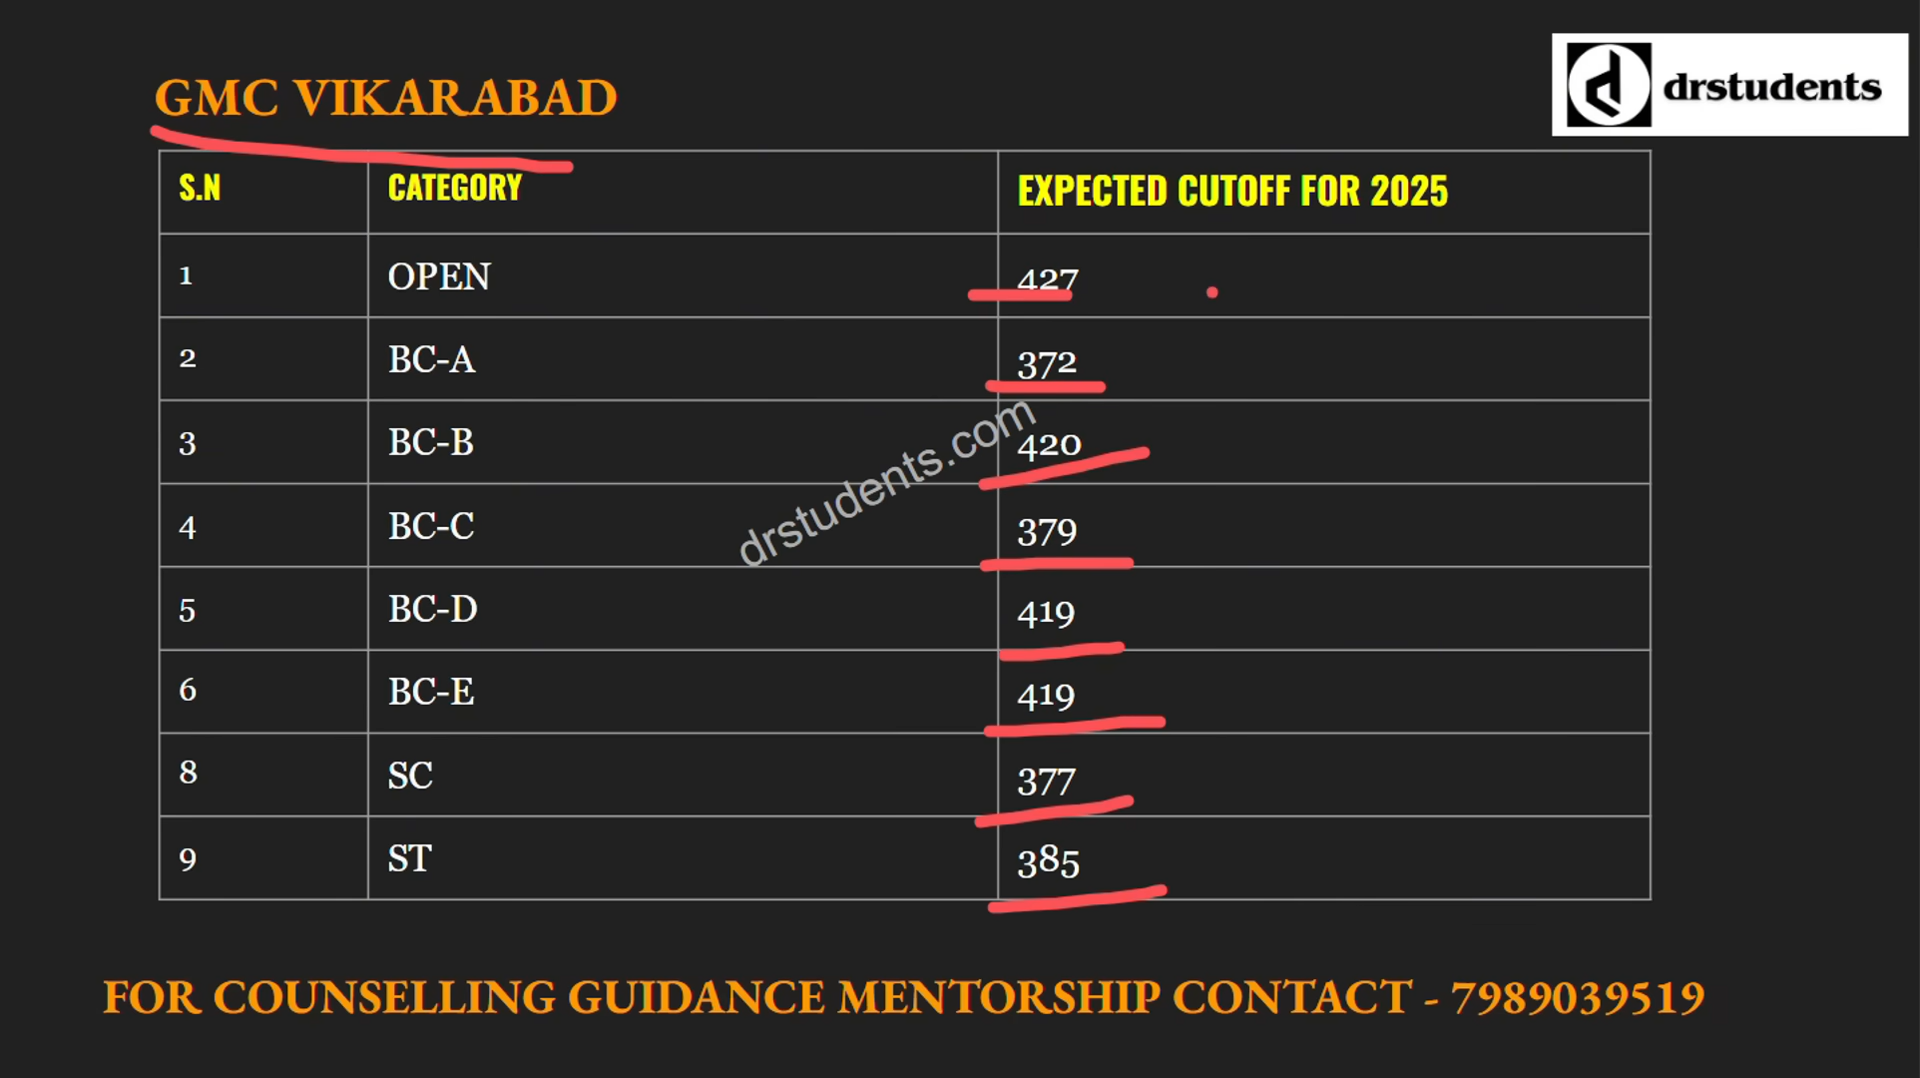 GMC VIKARABAD
drstudents
S.N CATEGORY EXPECTED CUTOFF FOR 2025
1 OPEN 427
2 BC-A 372
3 BC-B 420
4 BC-C 379
5 BC-D 419
6 BC-E 419
8 SC 377
9 ST 385
drstudents.com
FOR COUNSELLING GUIDANCE MENTORSHIP CONTACT - 7989039519